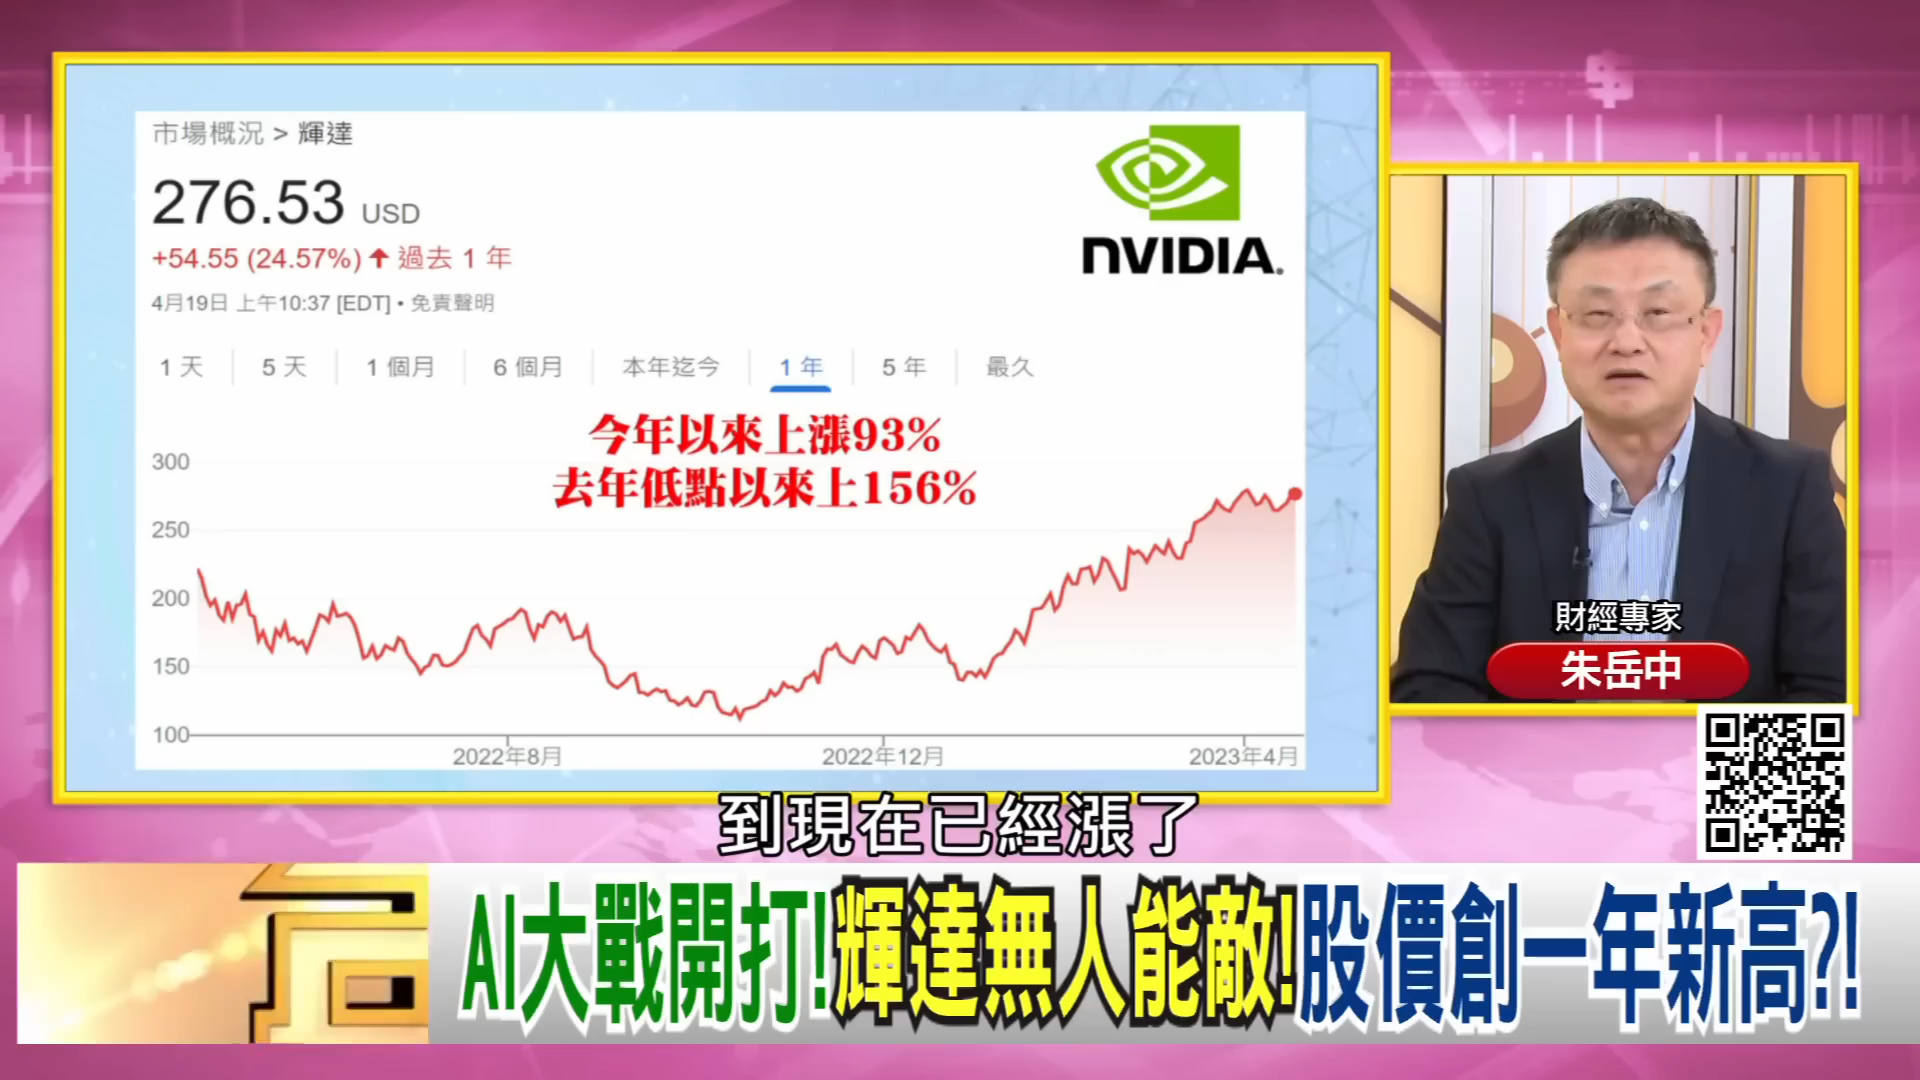 市場概況 > 輝達
276.53 USD
+54.55 (24.57%) ↑ 過去 1 年
4月19日 上午10:37 [EDT] • 免責聲明
NVIDIA.
1 天 5 天 1 個月 6 個月 本年迄今 1 年 5 年 最久
今年以來上漲93%
去年低點以來上156%
300
250
200
150
100
2022年8月 2022年12月 2023年4月
財經專家
朱岳中
到現在已經漲了
AI大戰開打!輝達無人能敵!股價創一年新高?!